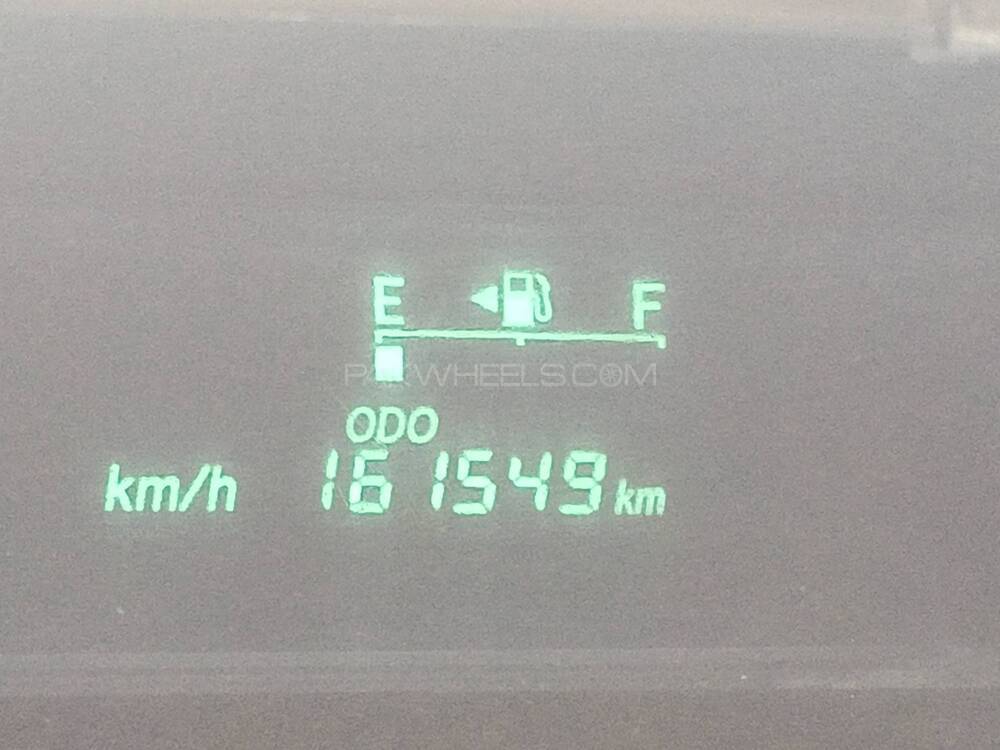 E F
PAKWHEELS.COM
ODO
km/h 161549 km